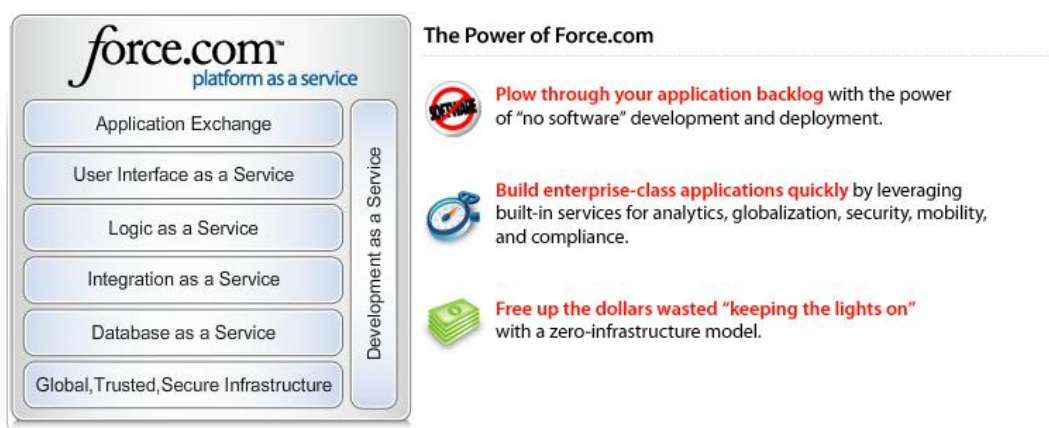 force.com™
platform as a service
Application Exchange
User Interface as a Service
Logic as a Service
Integration as a Service
Database as a Service
Global,Trusted,Secure Infrastructure
Development as a Service
The Power of Force.com
SOFTWARE
Plow through your application backlog with the power
of "no software" development and deployment.
Build enterprise-class applications quickly by leveraging
built-in services for analytics, globalization, security, mobility,
and compliance.
Free up the dollars wasted “keeping the lights on”
with a zero-infrastructure model.